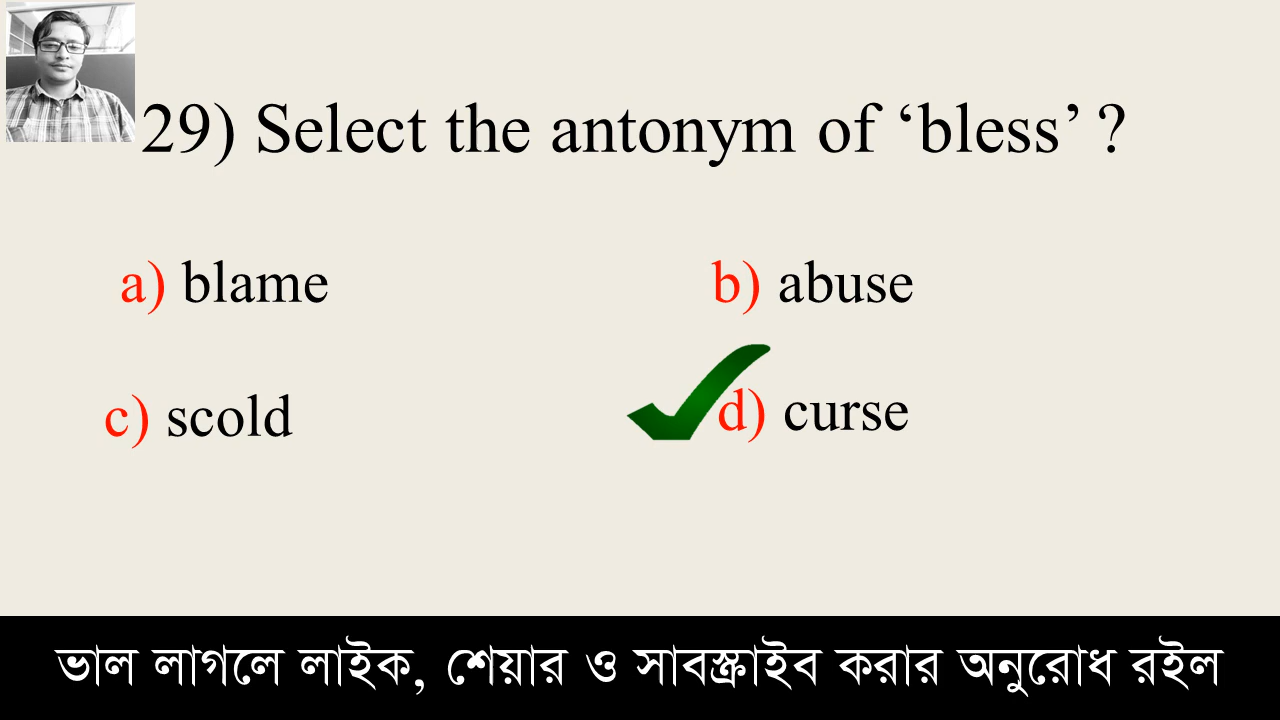 29) Select the antonym of ‘bless’ ?
a) blame b) abuse
c) scold d) curse
ভাল লাগলে লাইক, শেয়ার ও সাবস্ক্রাইব করার অনুরোধ রইল